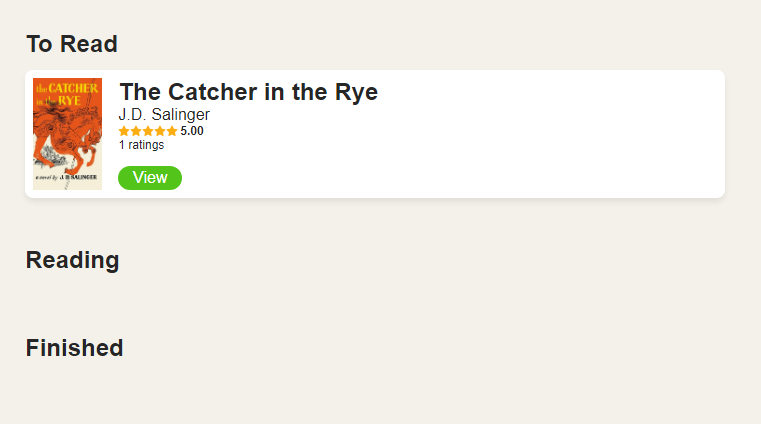 To Read
the CATCHER
in the RYE
a novel by J. D. SALINGER
The Catcher in the Rye
J.D. Salinger
5.00
1 ratings
View
Reading
Finished